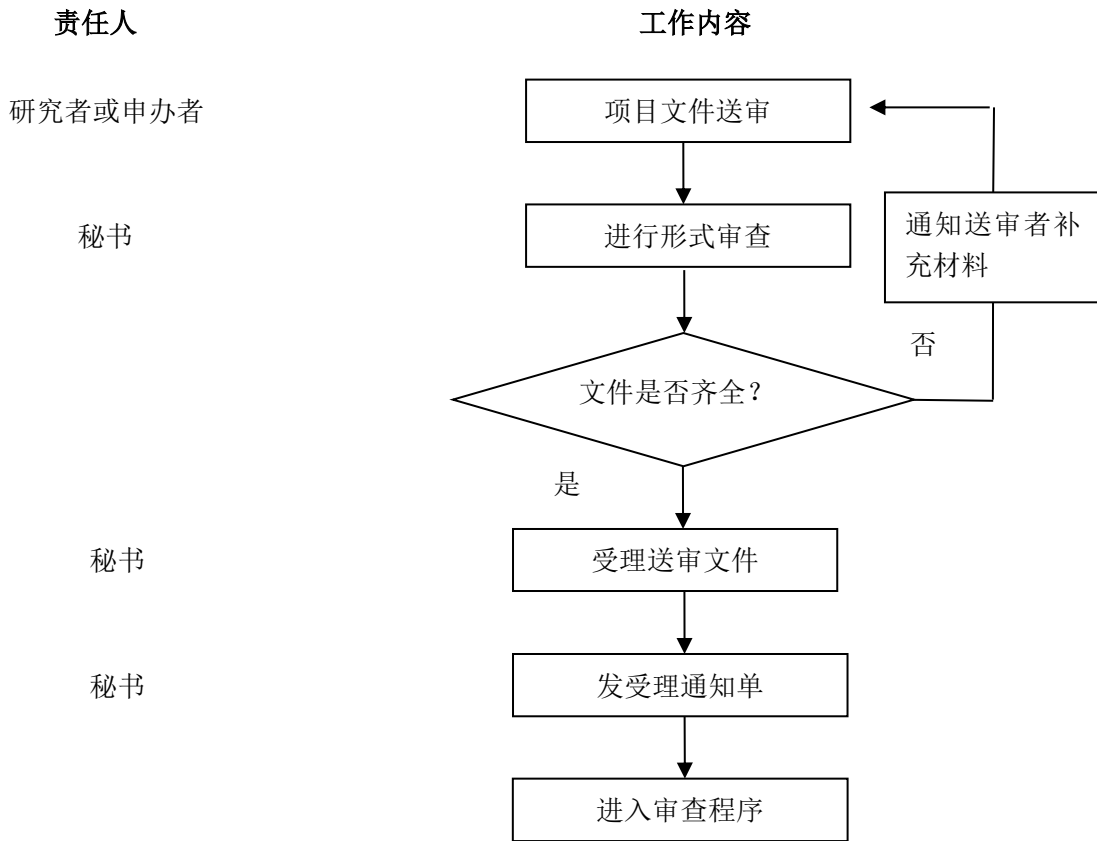 责任人 工作内容
研究者或申办者 项目文件送审
秘书 进行形式审查
通知送审者补
充材料
否
文件是否齐全？
是
秘书 受理送审文件
秘书 发受理通知单
进入审查程序